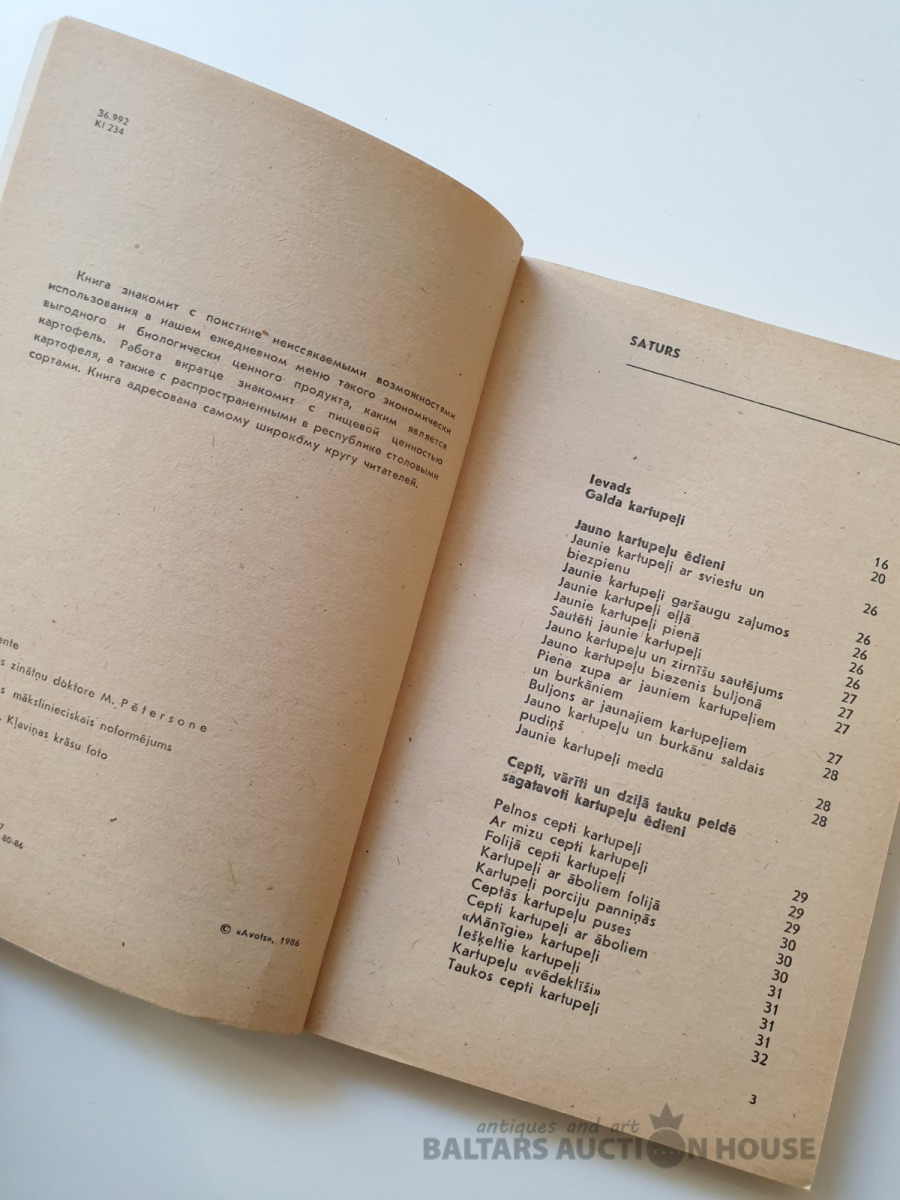 36.992
Kl 234
Книга знакомит с поистине неиссякаемыми возможностями
использования в нашем ежедневном меню такого экономически
выгодного и биологически ценного продукта, каким является
картофель. Работа вкратце знакомит с пищевой ценностью
картофеля, а также с распространенными в республике столовыми
сортами. Книга адресована самому широкому кругу читателей.
zinātņu doktore M. Pētersone
mākslinieciskais noformējums
Kļaviņas krāsu foto
80-86
© «Avots», 1986
SATURS
Ievads 16
Galda kartupeļi 20
Jauno kartupeļu ēdieni
Jaunie kartupeļi ar sviestu un
biezpienu 26
Jaunie kartupeļi garšaugu zaļumos 26
Jaunie kartupeļi eļļā 26
Jaunie kartupeļi pienā 26
Sautēti jaunie kartupeļi 26
Jauno kartupeļu un zirnīšu sautējums 27
Jauno kartupeļu biezenis buljonā 27
Piena zupa ar jauniem kartupeļiem
un burkāniem 27
Buljons ar jaunajiem kartupeļiem 27
Jauno kartupeļu un burkānu saldais
pudiņš 28
Jaunie kartupeļi medū 28
Cepti, vārīti un dziļā tauku peldē
sagatavoti kartupeļu ēdieni 28
Pelnos cepti kartupeļi 29
Ar mizu cepti kartupeļi 29
Folijā cepti kartupeļi 29
Kartupeļi ar āboliem folijā 30
Kartupeļi porciju panniņās 30
Ceptās kartupeļu puses 30
Cepti kartupeļi ar āboliem 31
«Mānīgie» kartupeļi 31
Iešķeltie kartupeļi 31
Kartupeļu «vēdeklīši» 31
Taukos cepti kartupeļi 32
3
antiques and art
BALTARS AUCTION HOUSE